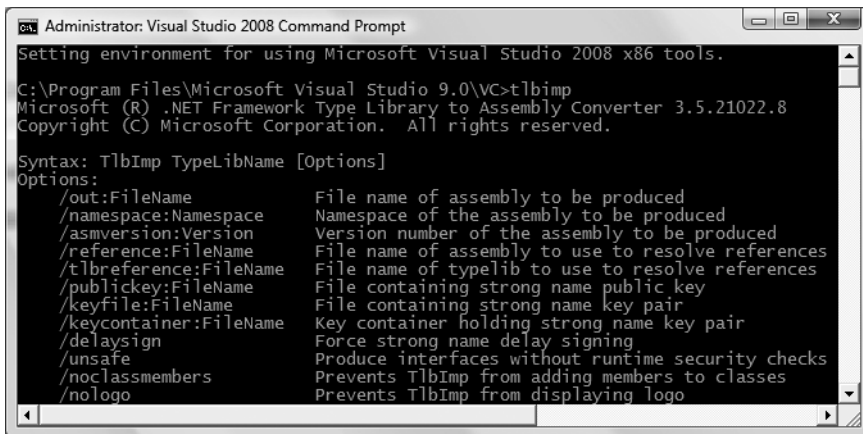 Administrator: Visual Studio 2008 Command Prompt
Setting environment for using Microsoft Visual Studio 2008 x86 tools.
C:\Program Files\Microsoft Visual Studio 9.0\VC>tlbimp
Microsoft (R) .NET Framework Type Library to Assembly Converter 3.5.21022.8
Copyright (C) Microsoft Corporation.  All rights reserved.
Syntax: TlbImp TypeLibName [Options]
Options:
/out:FileName File name of assembly to be produced
/namespace:Namespace Namespace of the assembly to be produced
/asmversion:Version Version number of the assembly to be produced
/reference:FileName File name of assembly to use to resolve references
/tlbreference:FileName File name of typelib to use to resolve references
/publickey:FileName File containing strong name public key
/keyfile:FileName File containing strong name key pair
/keycontainer:FileName Key container holding strong name key pair
/delaysign Force strong name delay signing
/unsafe Produce interfaces without runtime security checks
/noclassmembers Prevents TlbImp from adding members to classes
/nologo Prevents TlbImp from displaying logo